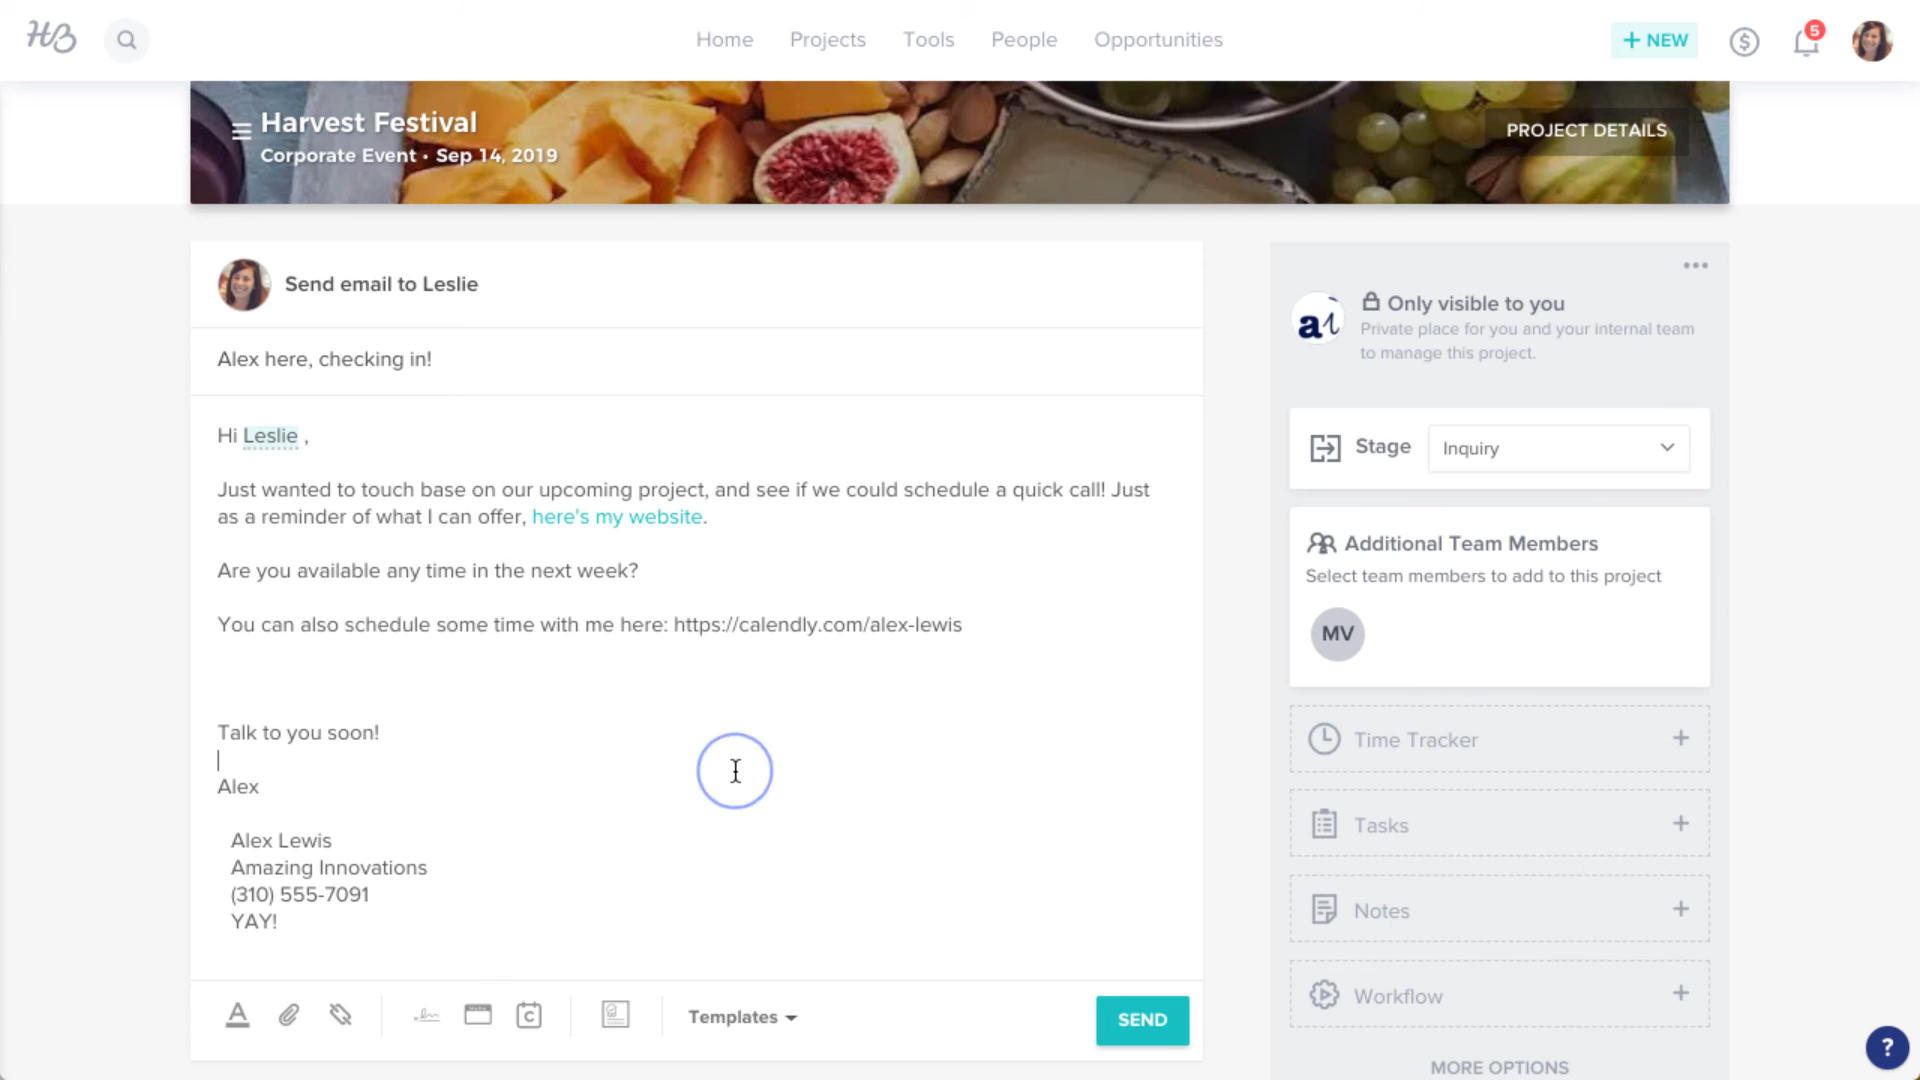 HB
Home Projects Tools People Opportunities
+ NEW
$
5
Harvest Festival
Corporate Event • Sep 14, 2019
PROJECT DETAILS
Send email to Leslie
Alex here, checking in!
Hi Leslie ,
Just wanted to touch base on our upcoming project, and see if we could schedule a quick call! Just
as a reminder of what I can offer, here's my website.
Are you available any time in the next week?
You can also schedule some time with me here: https://calendly.com/alex-lewis
Talk to you soon!
Alex
Alex Lewis
Amazing Innovations
(310) 555-7091
YAY!
A
C
Templates
SEND
ai
Only visible to you
Private place for you and your internal team
to manage this project.
Stage
Inquiry
Additional Team Members
Select team members to add to this project
MV
Time Tracker +
Tasks +
Notes +
Workflow +
MORE OPTIONS
?